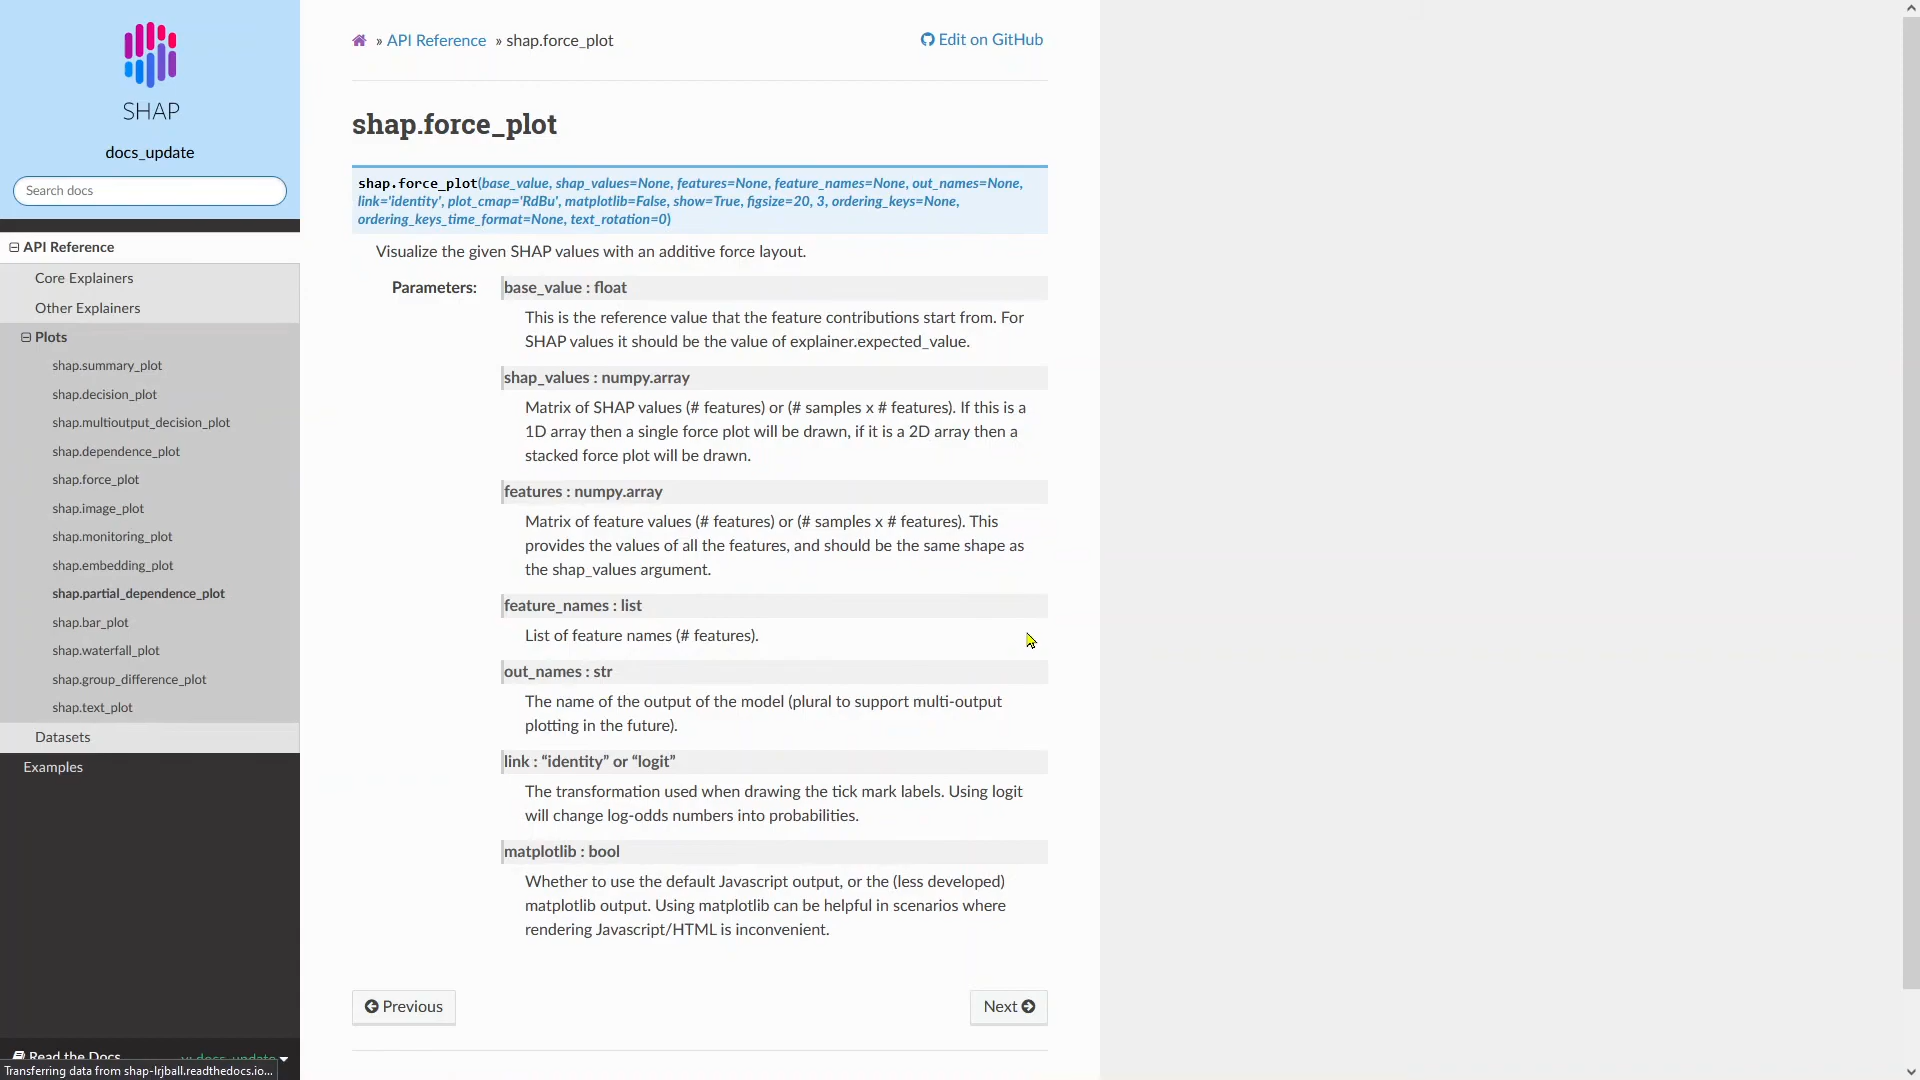 SHAP
docs_update
Search docs
API Reference
Core Explainers
Other Explainers
Plots
shap.summary_plot
shap.decision_plot
shap.multioutput_decision_plot
shap.dependence_plot
shap.force_plot
shap.image_plot
shap.monitoring_plot
shap.embedding_plot
shap.partial_dependence_plot
shap.bar_plot
shap.waterfall_plot
shap.group_difference_plot
shap.text_plot
Datasets
Examples
Read the Docs v: docs_update
Transferring data from shap-lrjball.readthedocs.io...
» API Reference » shap.force_plot
Edit on GitHub
shap.force_plot
shap.force_plot(base_value, shap_values=None, features=None, feature_names=None, out_names=None,
link='identity', plot_cmap='RdBu', matplotlib=False, show=True, figsize=20, 3, ordering_keys=None,
ordering_keys_time_format=None, text_rotation=0)
Visualize the given SHAP values with an additive force layout.
Parameters: base_value : float
This is the reference value that the feature contributions start from. For
SHAP values it should be the value of explainer.expected_value.
shap_values : numpy.array
Matrix of SHAP values (# features) or (# samples x # features). If this is a
1D array then a single force plot will be drawn, if it is a 2D array then a
stacked force plot will be drawn.
features : numpy.array
Matrix of feature values (# features) or (# samples x # features). This
provides the values of all the features, and should be the same shape as
the shap_values argument.
feature_names : list
List of feature names (# features).
out_names : str
The name of the output of the model (plural to support multi-output
plotting in the future).
link : “identity” or “logit”
The transformation used when drawing the tick mark labels. Using logit
will change log-odds numbers into probabilities.
matplotlib : bool
Whether to use the default Javascript output, or the (less developed)
matplotlib output. Using matplotlib can be helpful in scenarios where
rendering Javascript/HTML is inconvenient.
Previous
Next